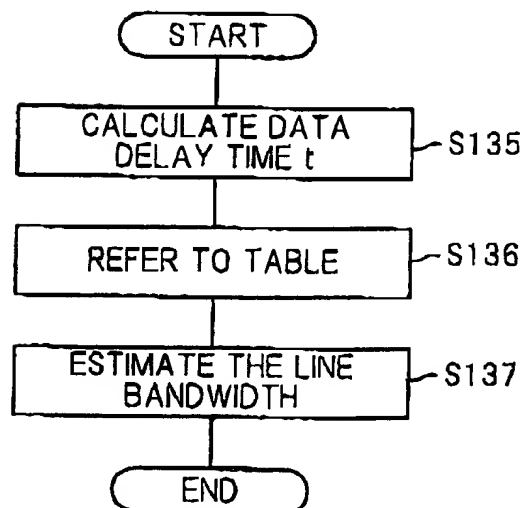 START
CALCULATE DATA
DELAY TIME t
S135
REFER TO TABLE
S136
ESTIMATE THE LINE
BANDWIDTH
S137
END